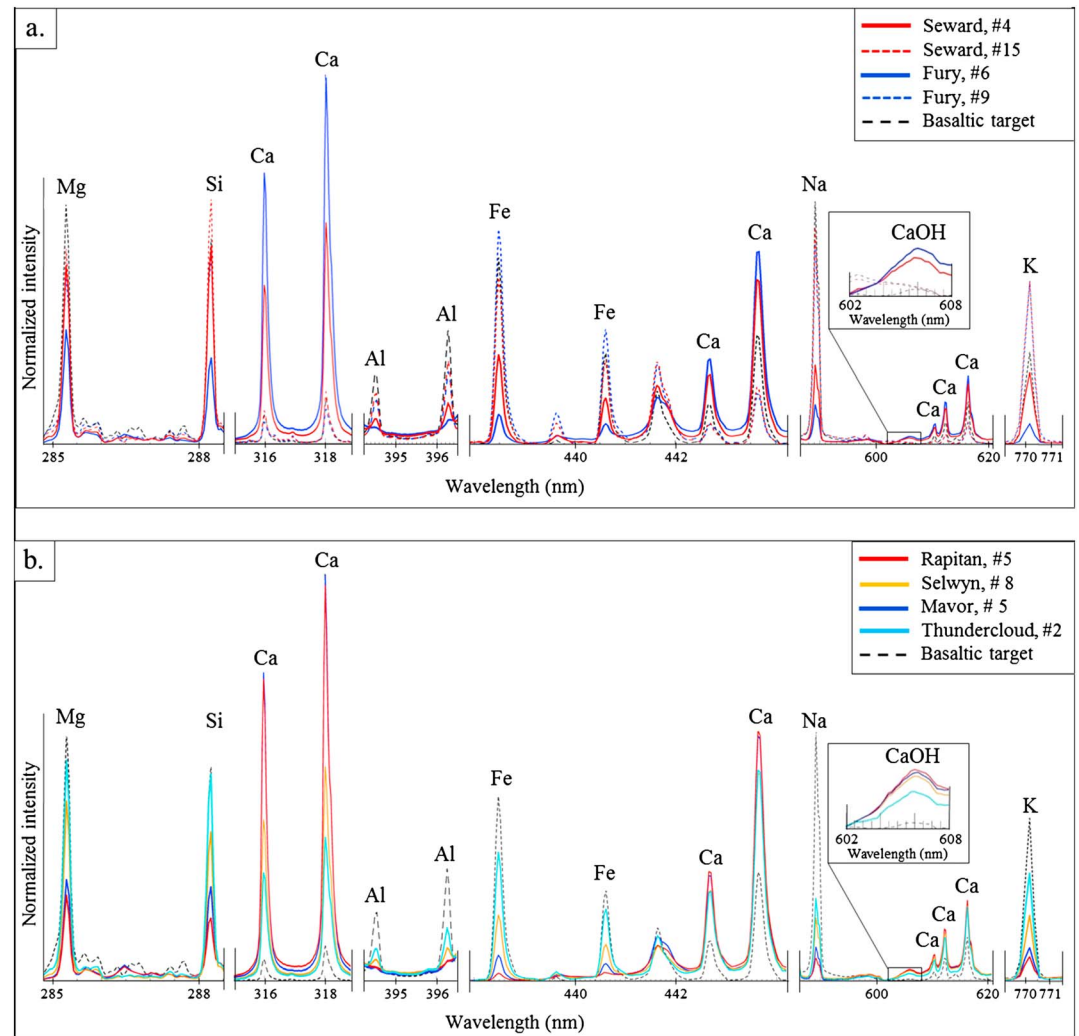 a.
Seward, #4
Seward, #15
Fury, #6
Fury, #9
Basaltic target
Ca
Ca
Mg
Si
Na
Fe
Ca
CaOH
602 608
Wavelength (nm)
K
Al
Al
Fe
Ca
Ca
Ca
Ca
Normalized intensity
285 288 316 318 395 396 440 442 600 620 770 771
Wavelength (nm)
b.
Rapitan, #5
Selwyn, # 8
Mavor, # 5
Thundercloud, #2
Basaltic target
Ca
Ca
Mg
Si
Ca
Na
Fe
CaOH
602 608
Wavelength (nm)
K
Al
Al
Fe
Ca
Ca
Ca
Ca
Normalized intensity
285 288 316 318 395 396 440 442 600 620 770 771
Wavelength (nm)